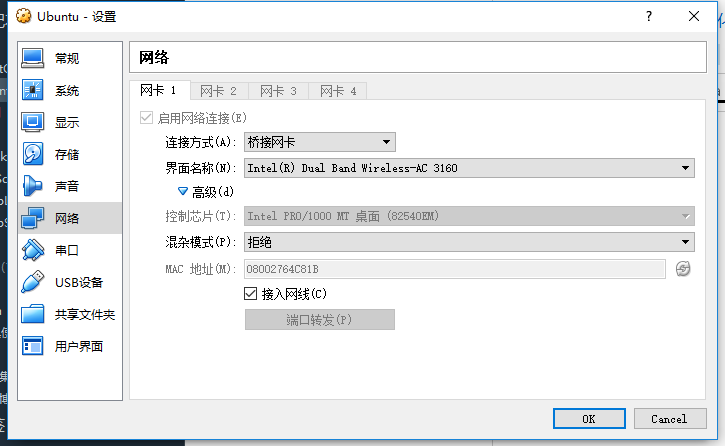 Ubuntu - 设置
常规
系统
显示
存储
声音
网络
串口
USB设备
共享文件夹
用户界面
网络
网卡 1 网卡 2 网卡 3 网卡 4
启用网络连接(E)
连接方式(A): 桥接网卡
界面名称(N): Intel(R) Dual Band Wireless-AC 3160
高级(d)
控制芯片(T): Intel PRO/1000 MT 桌面 (82540EM)
混杂模式(P): 拒绝
MAC 地址(M): 08002764C81B
接入网线(C)
端口转发(P)
OK Cancel